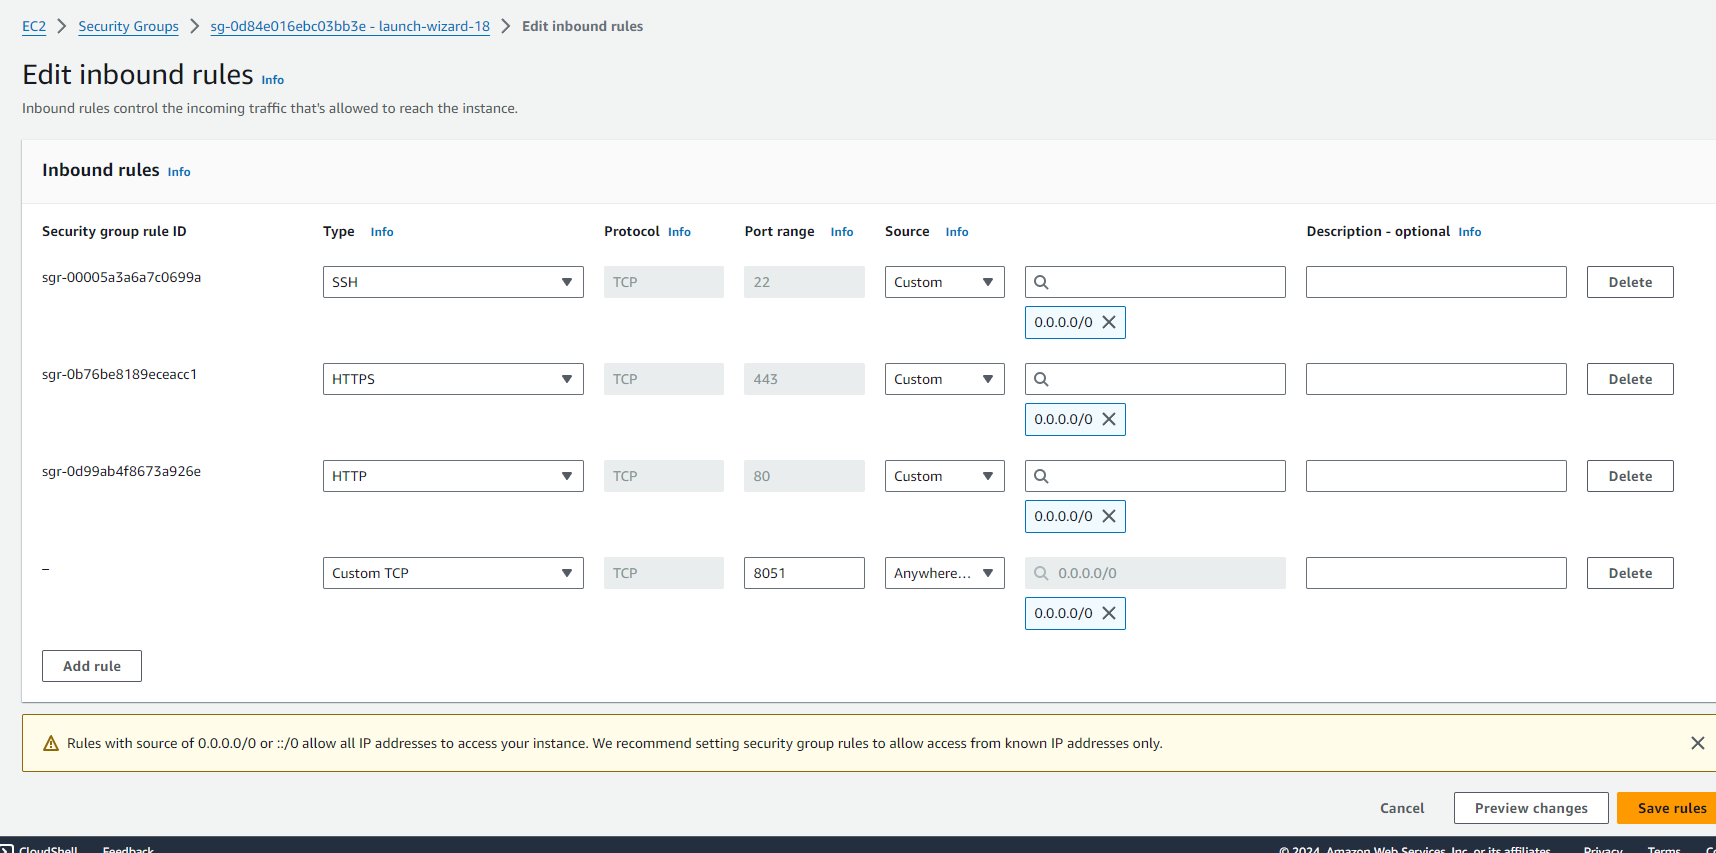 EC2 > Security Groups > sg-0d84e016ebc03bb3e - launch-wizard-18 > Edit inbound rules
Edit inbound rules Info
Inbound rules control the incoming traffic that's allowed to reach the instance.
Inbound rules Info
Security group rule ID Type Info Protocol Info Port range Info Source Info Description - optional Info
sgr-00005a3a6a7c0699a SSH TCP 22 Custom Delete
0.0.0.0/0
sgr-0b76be8189eceacc1 HTTPS TCP 443 Custom Delete
0.0.0.0/0
sgr-0d99ab4f8673a926e HTTP TCP 80 Custom Delete
0.0.0.0/0
– Custom TCP TCP 8051 Anywhere... 0.0.0.0/0 Delete
0.0.0.0/0
Add rule
Rules with source of 0.0.0.0/0 or ::/0 allow all IP addresses to access your instance. We recommend setting security group rules to allow access from known IP addresses only.
Cancel Preview changes Save rules
CloudShell Feedback © 2024, Amazon Web Services, Inc. or its affiliates. Privacy Terms